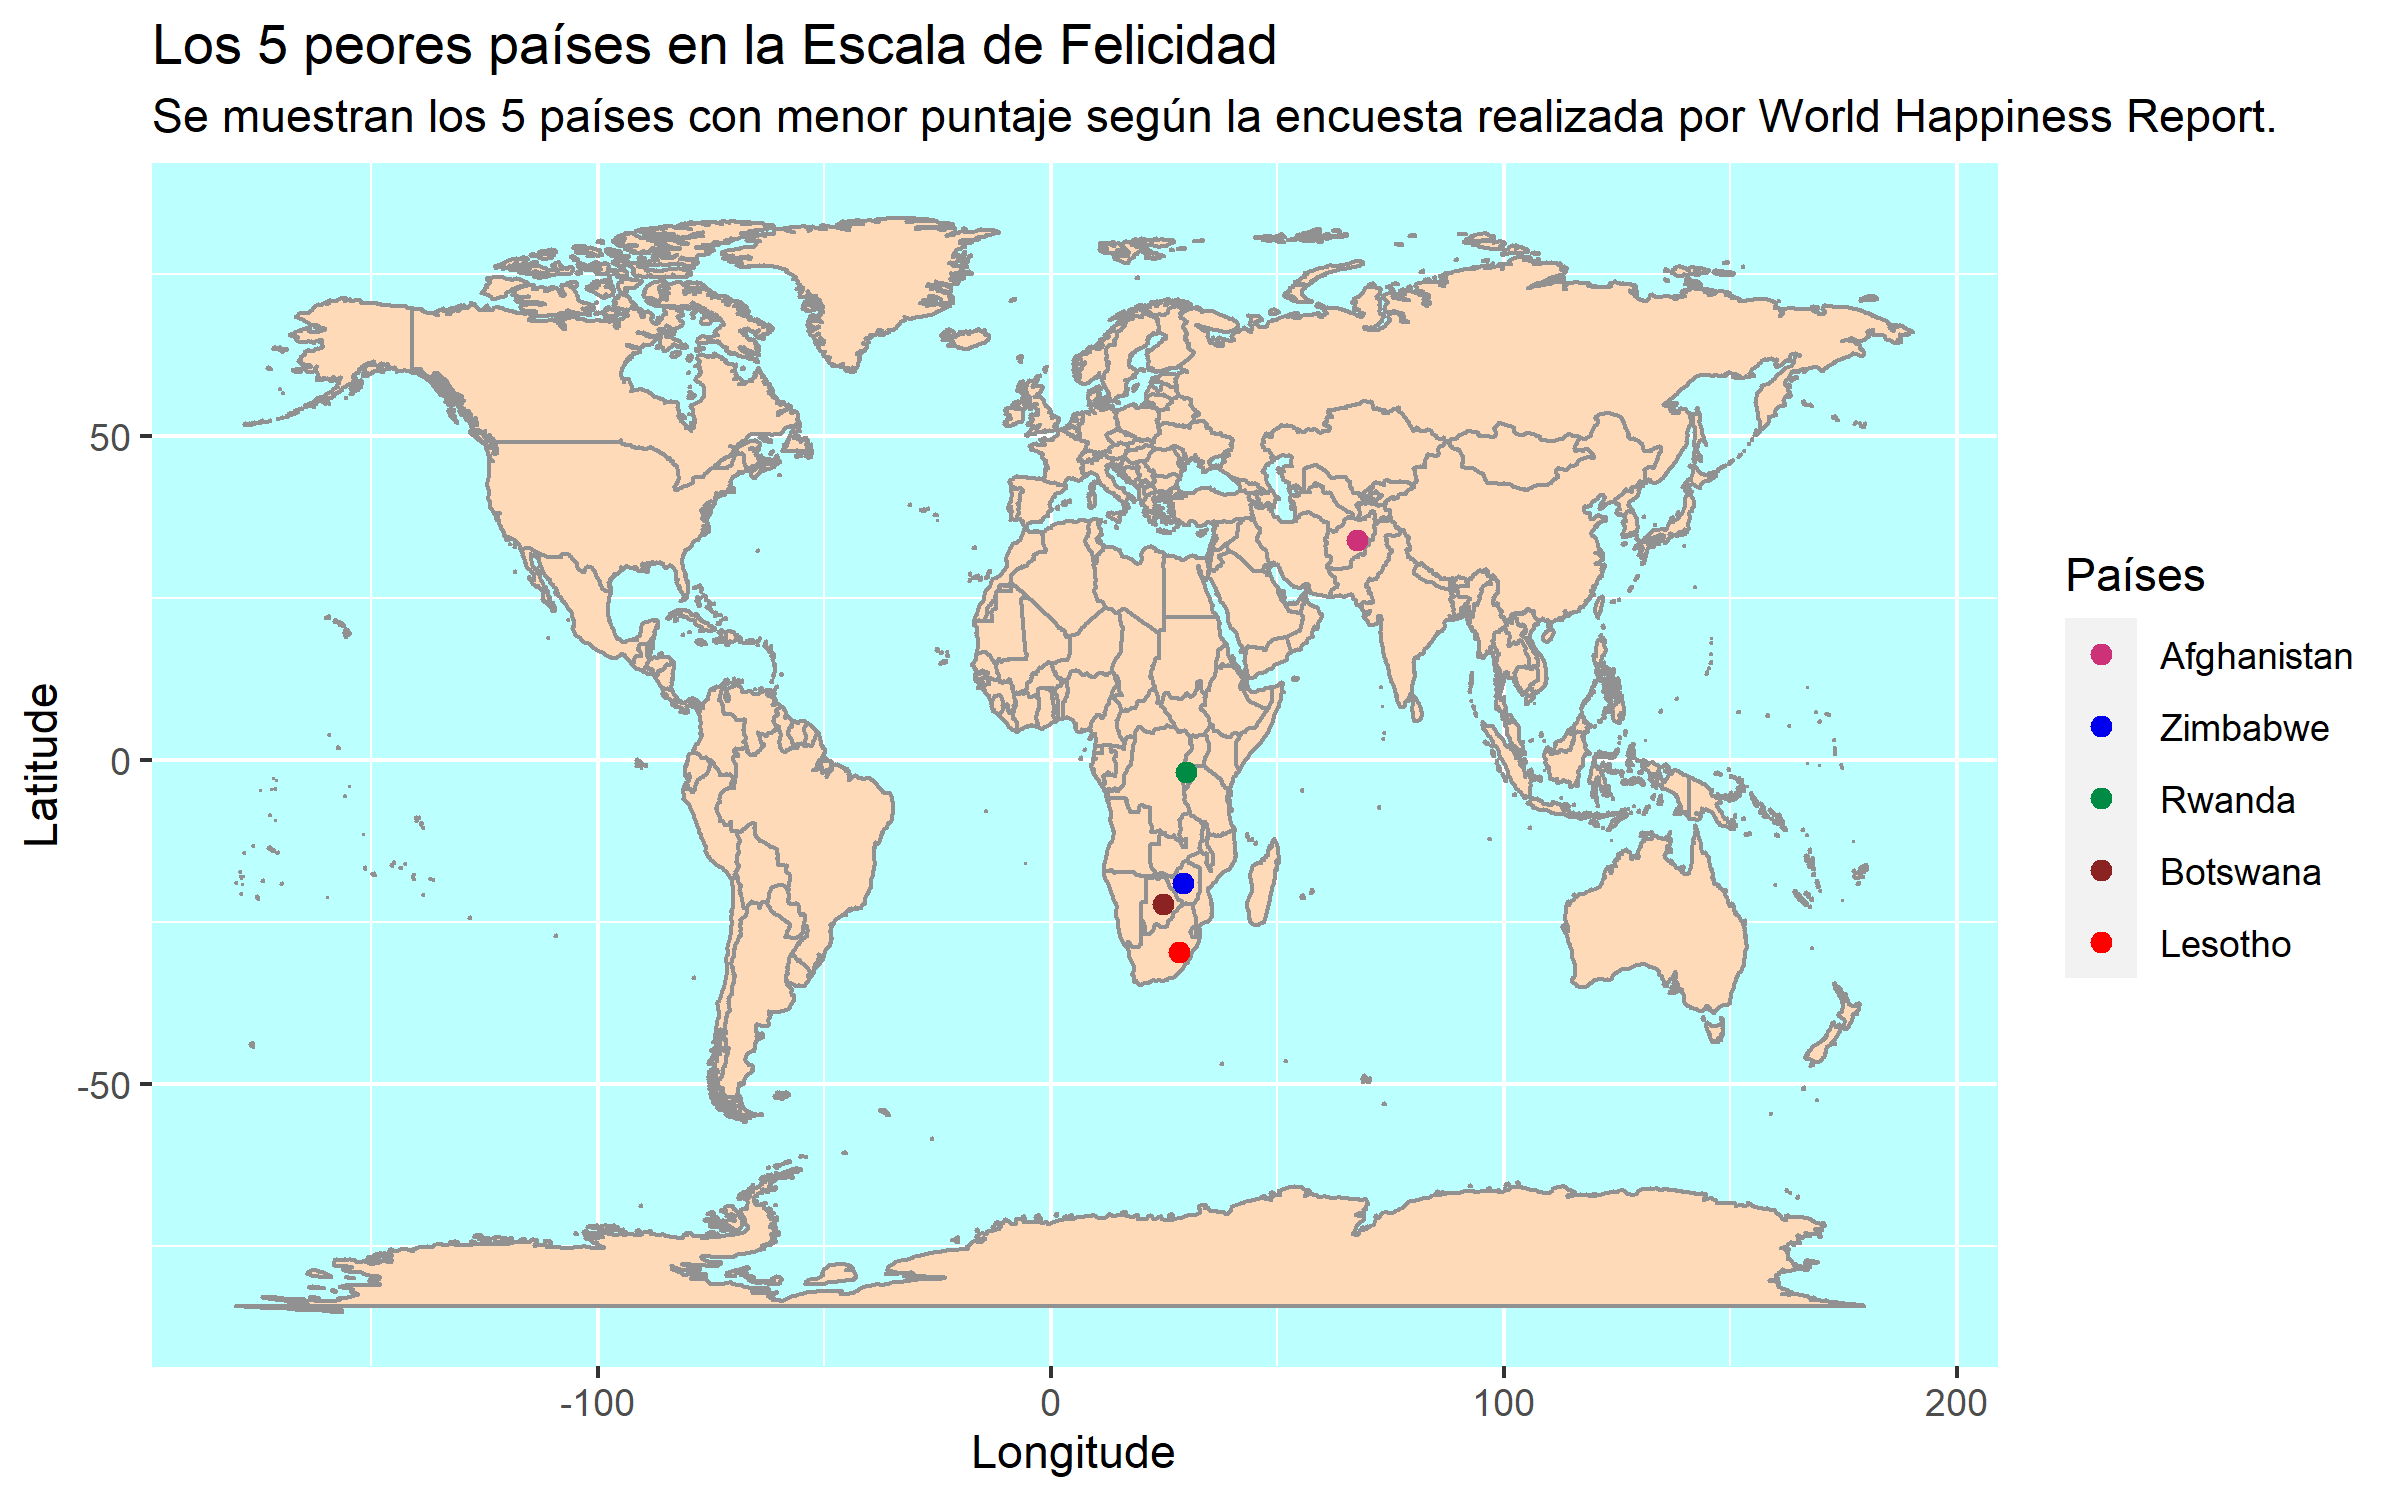 Los 5 peores países en la Escala de Felicidad
Se muestran los 5 países con menor puntaje según la encuesta realizada por World Happiness Report.
50
0
-50
Latitude
-100
0
100
200
Longitude
Países
Afghanistan
Zimbabwe
Rwanda
Botswana
Lesotho